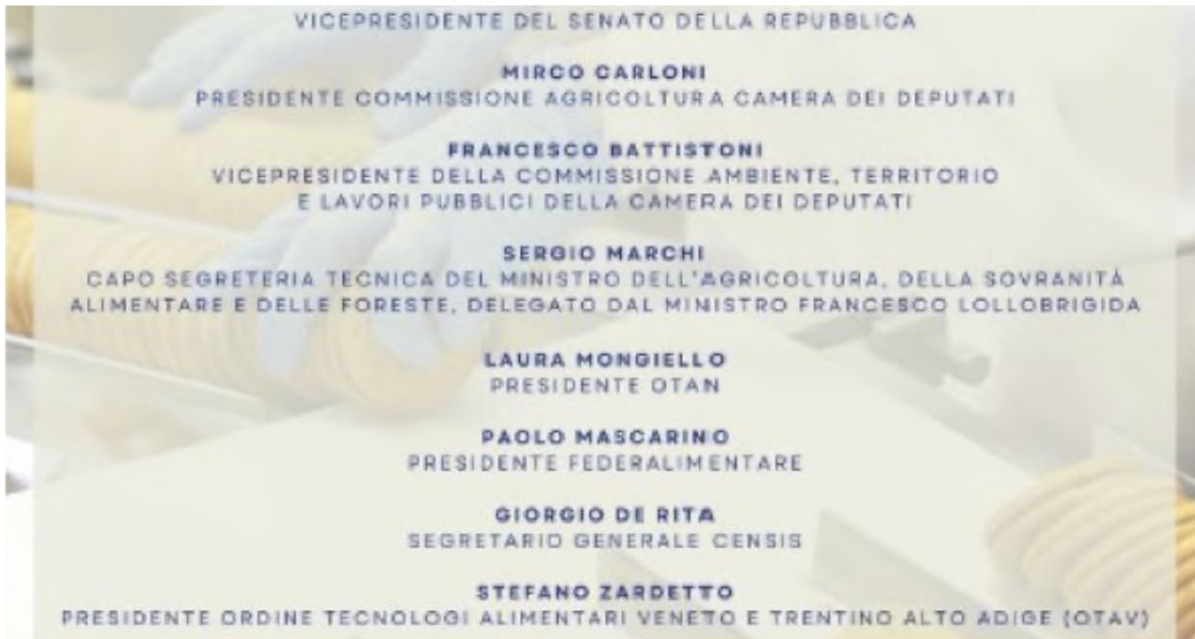 VICEPRESIDENTE DEL SENATO DELLA REPUBBLICA
MIRCO CARLONI
PRESIDENTE COMMISSIONE AGRICOLTURA CAMERA DEI DEPUTATI
FRANCESCO BATTISTONI
VICEPRESIDENTE DELLA COMMISSIONE AMBIENTE, TERRITORIO
E LAVORI PUBBLICI DELLA CAMERA DEI DEPUTATI
SERGIO MARCHI
CAPO SEGRETERIA TECNICA DEL MINISTRO DELL'AGRICOLTURA, DELLA SOVRANITÀ
ALIMENTARE E DELLE FORESTE, DELEGATO DAL MINISTRO FRANCESCO LOLLOBRIGIDA
LAURA MONGIELLO
PRESIDENTE OTAN
PAOLO MASCARINO
PRESIDENTE FEDERALIMENTARE
GIORGIO DE RITA
SEGRETARIO GENERALE CENSIS
STEFANO ZARDETTO
PRESIDENTE ORDINE TECNOLOGI ALIMENTARI VENETO E TRENTINO ALTO ADIGE (OTAV)